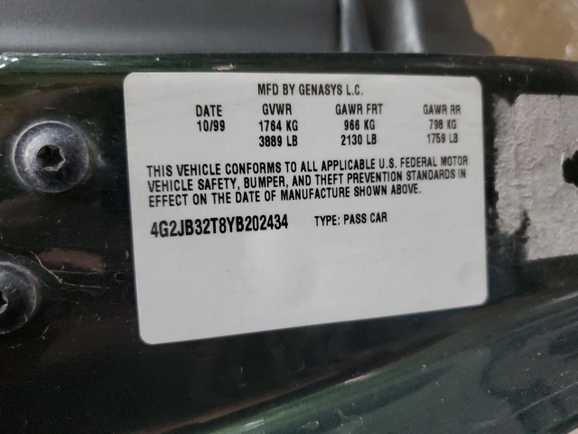 MFD BY GENASYS L.C.
DATE GVWR GAWR FRT GAWR RR
10/99 1764 KG 966 KG 798 KG
3889 LB 2130 LB 1759 LB
THIS VEHICLE CONFORMS TO ALL APPLICABLE U.S. FEDERAL MOTOR
VEHICLE SAFETY, BUMPER, AND THEFT PREVENTION STANDARDS IN
EFFECT ON THE DATE OF MANUFACTURE SHOWN ABOVE.
4G2JB32T8YB202434 TYPE: PASS CAR